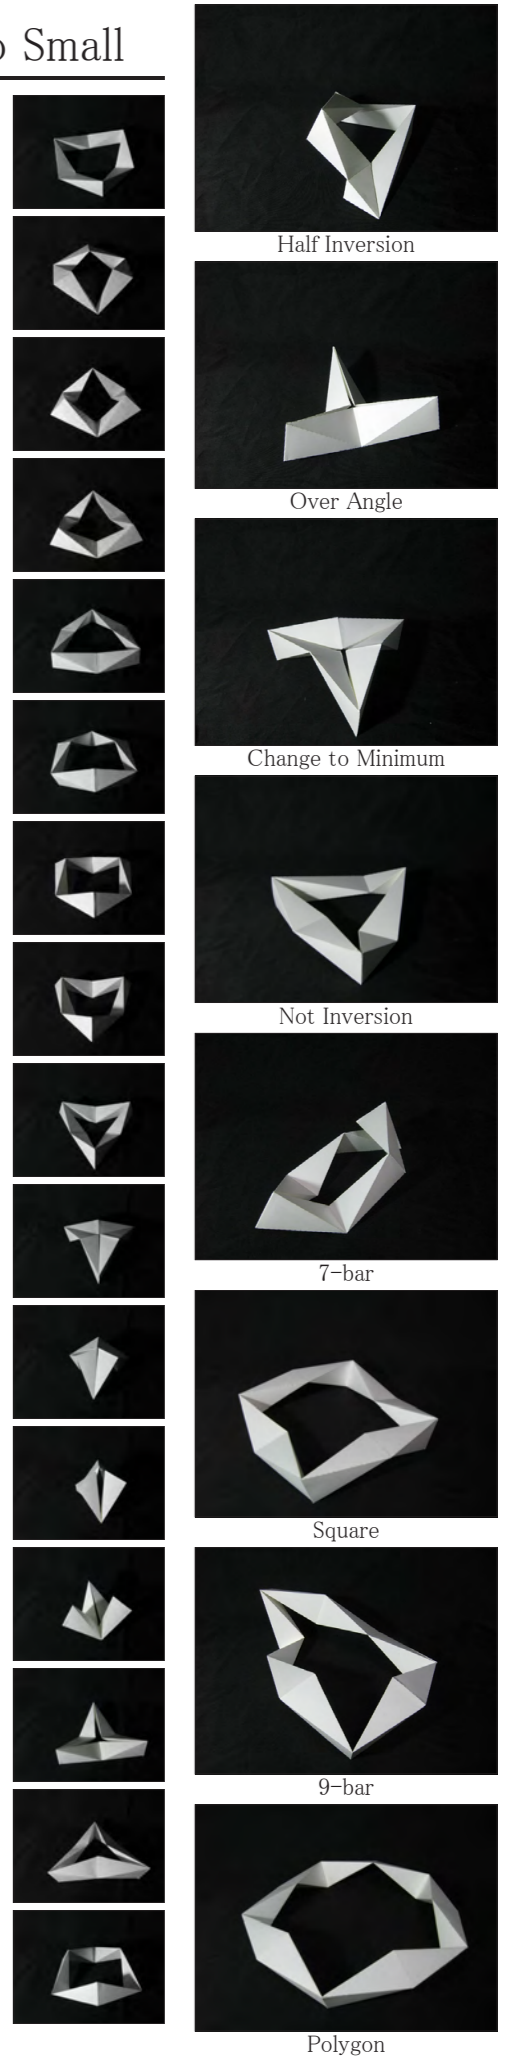 Small
Half Inversion
Over Angle
Change to Minimum
Not Inversion
7-bar
Square
9-bar
Polygon